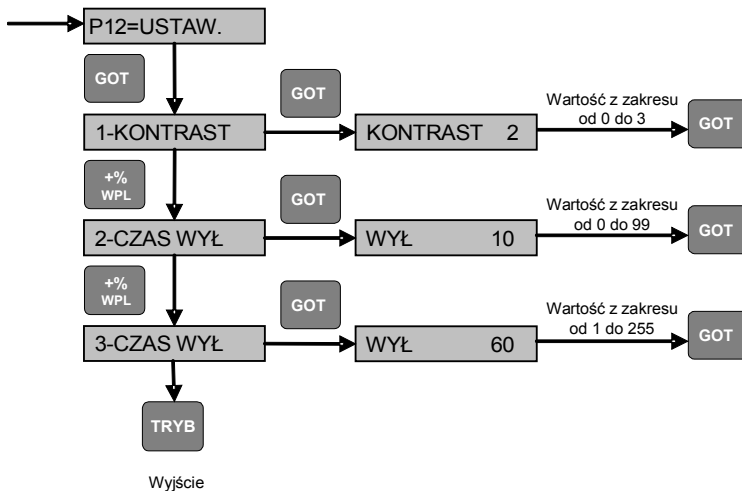 P12=USTAW.
GOT
GOT
1-KONTRAST
KONTRAST 2
Wartość z zakresu
od 0 do 3
GOT
+%
WPL
GOT
2-CZAS WYŁ
WYŁ 10
Wartość z zakresu
od 0 do 99
GOT
+%
WPL
GOT
3-CZAS WYŁ
WYŁ 60
Wartość z zakresu
od 1 do 255
GOT
TRYB
Wyjście